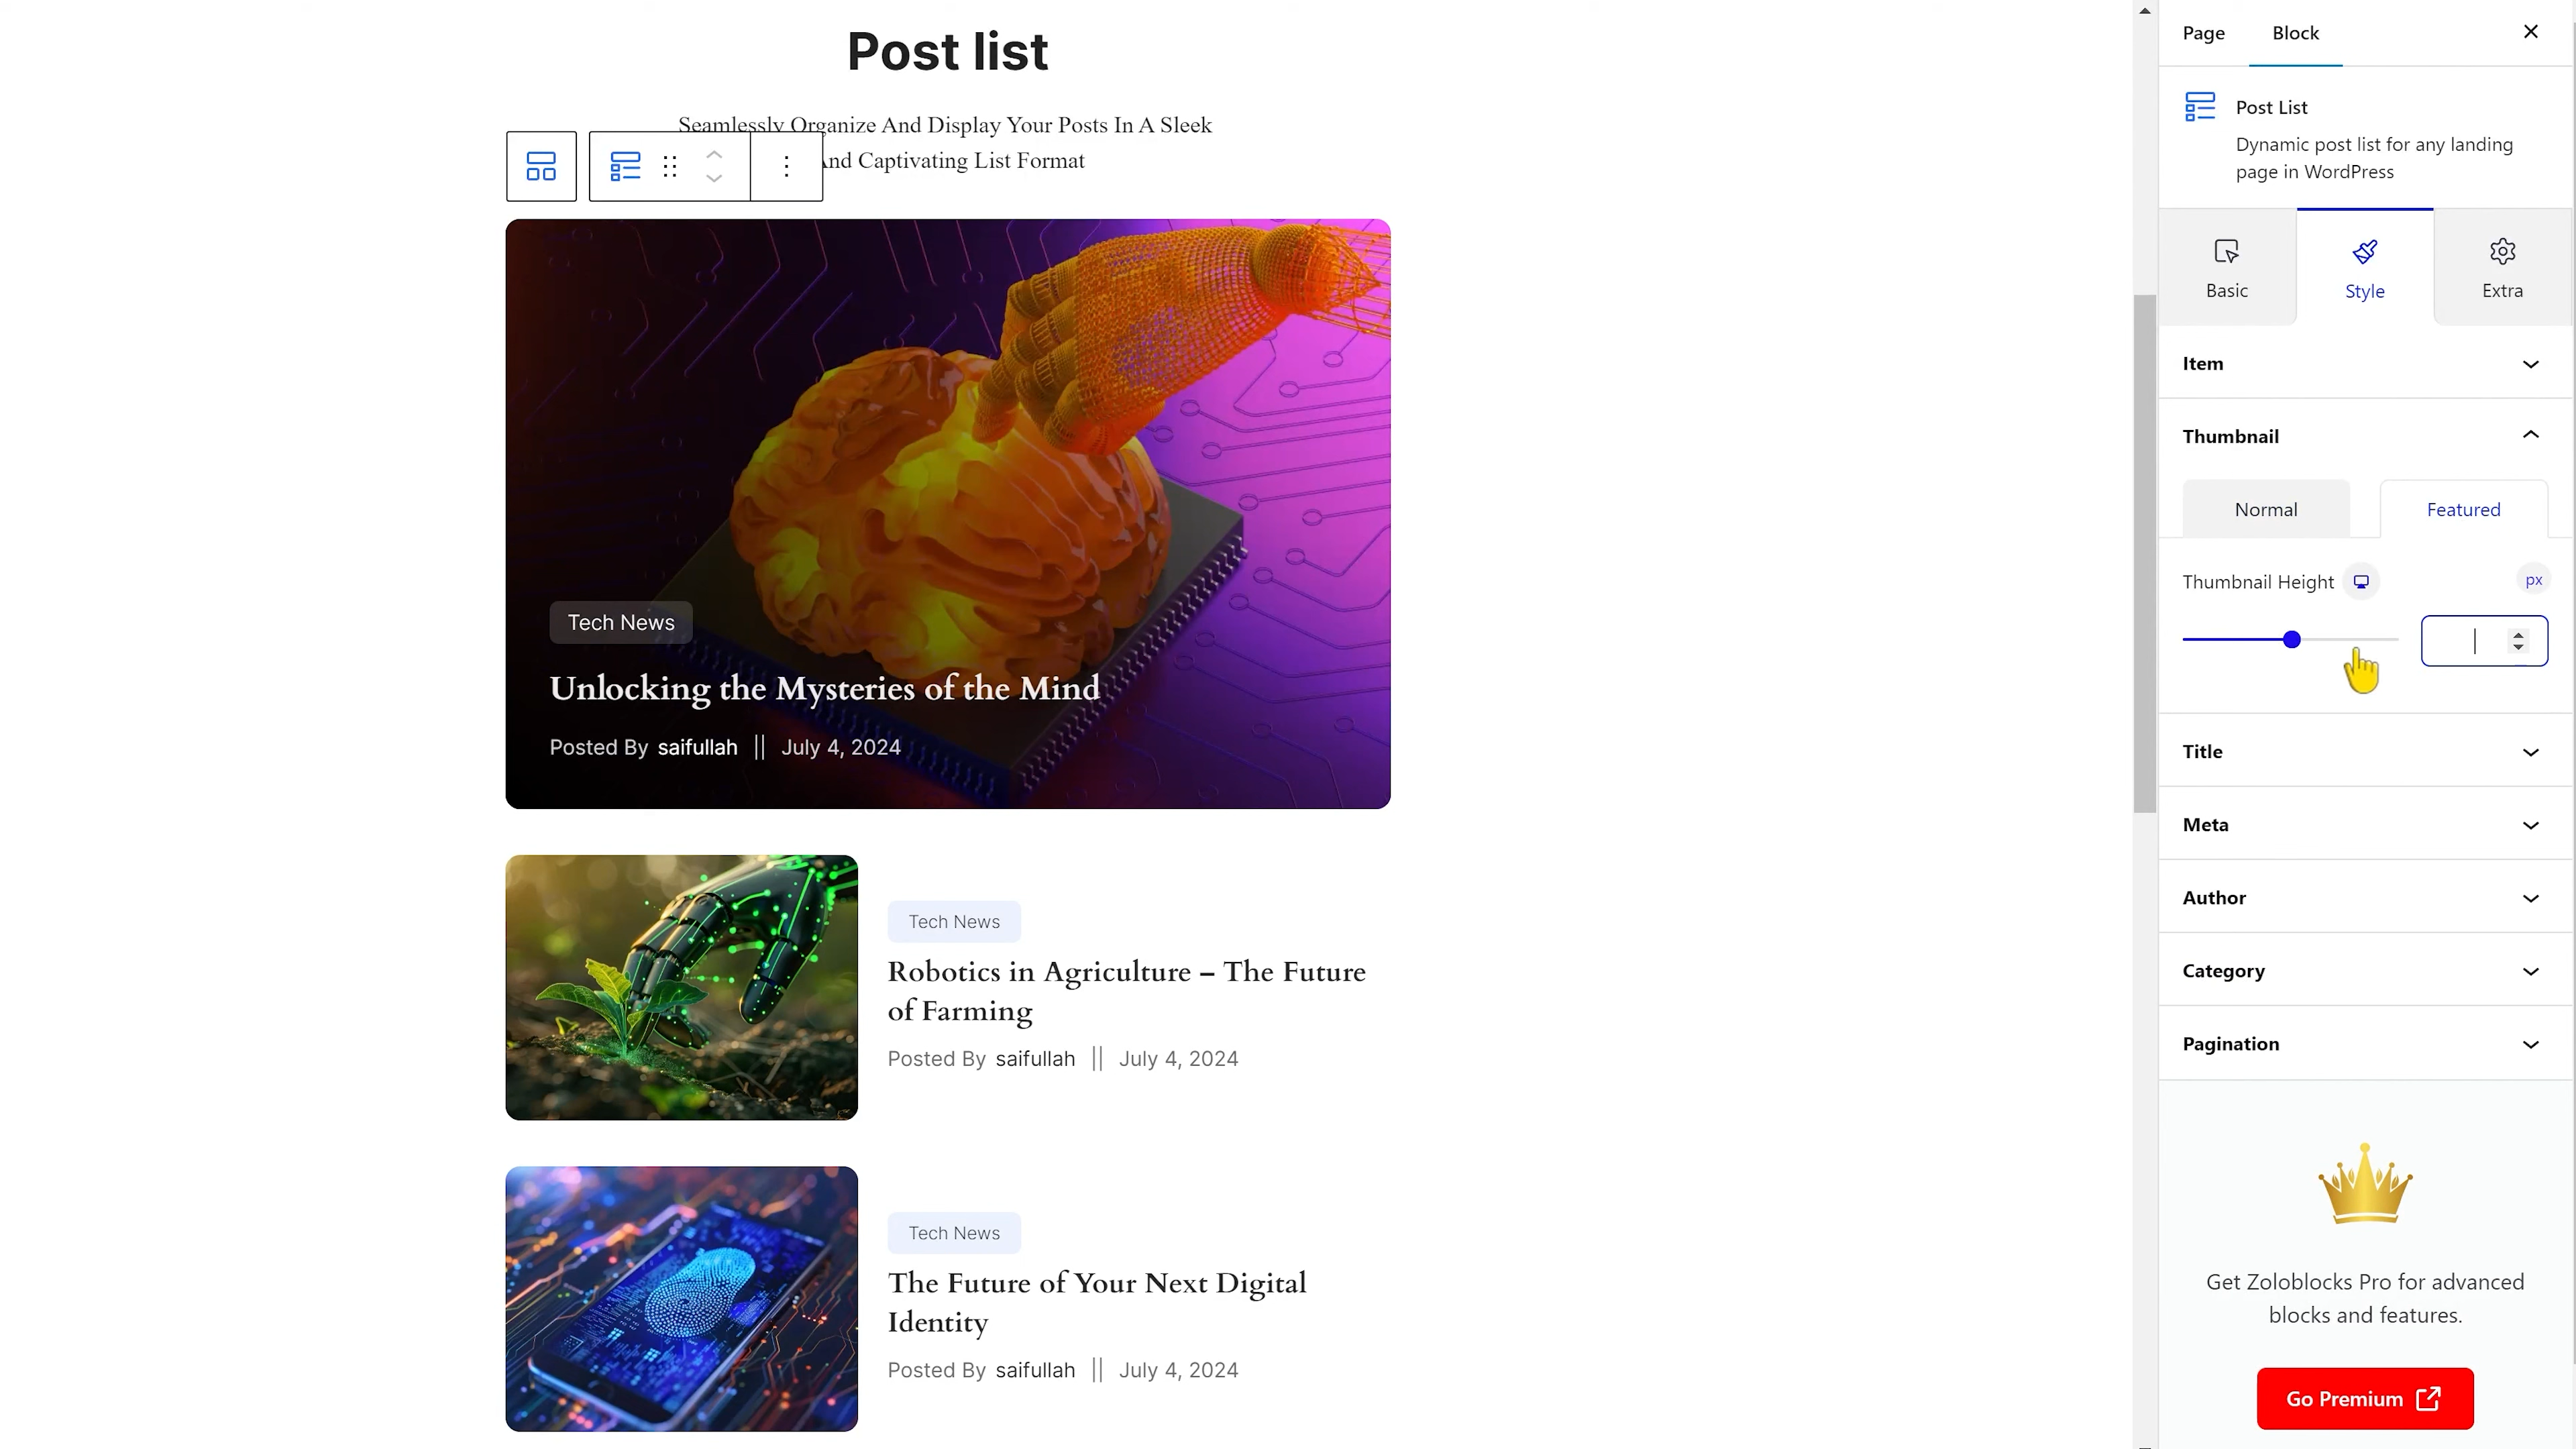 Post list
Seamlessly Organize And Display Your Posts In A Sleek
And Captivating List Format
Tech News
Unlocking the Mysteries of the Mind
Posted By saifullah || July 4, 2024
Tech News
Robotics in Agriculture – The Future
of Farming
Posted By saifullah || July 4, 2024
Tech News
The Future of Your Next Digital
Identity
Posted By saifullah || July 4, 2024
Page
Block
Post List
Dynamic post list for any landing
page in WordPress
Basic
Style
Extra
Item
Thumbnail
Normal
Featured
Thumbnail Height
px
Title
Meta
Author
Category
Pagination
Get Zoloblocks Pro for advanced
blocks and features.
Go Premium